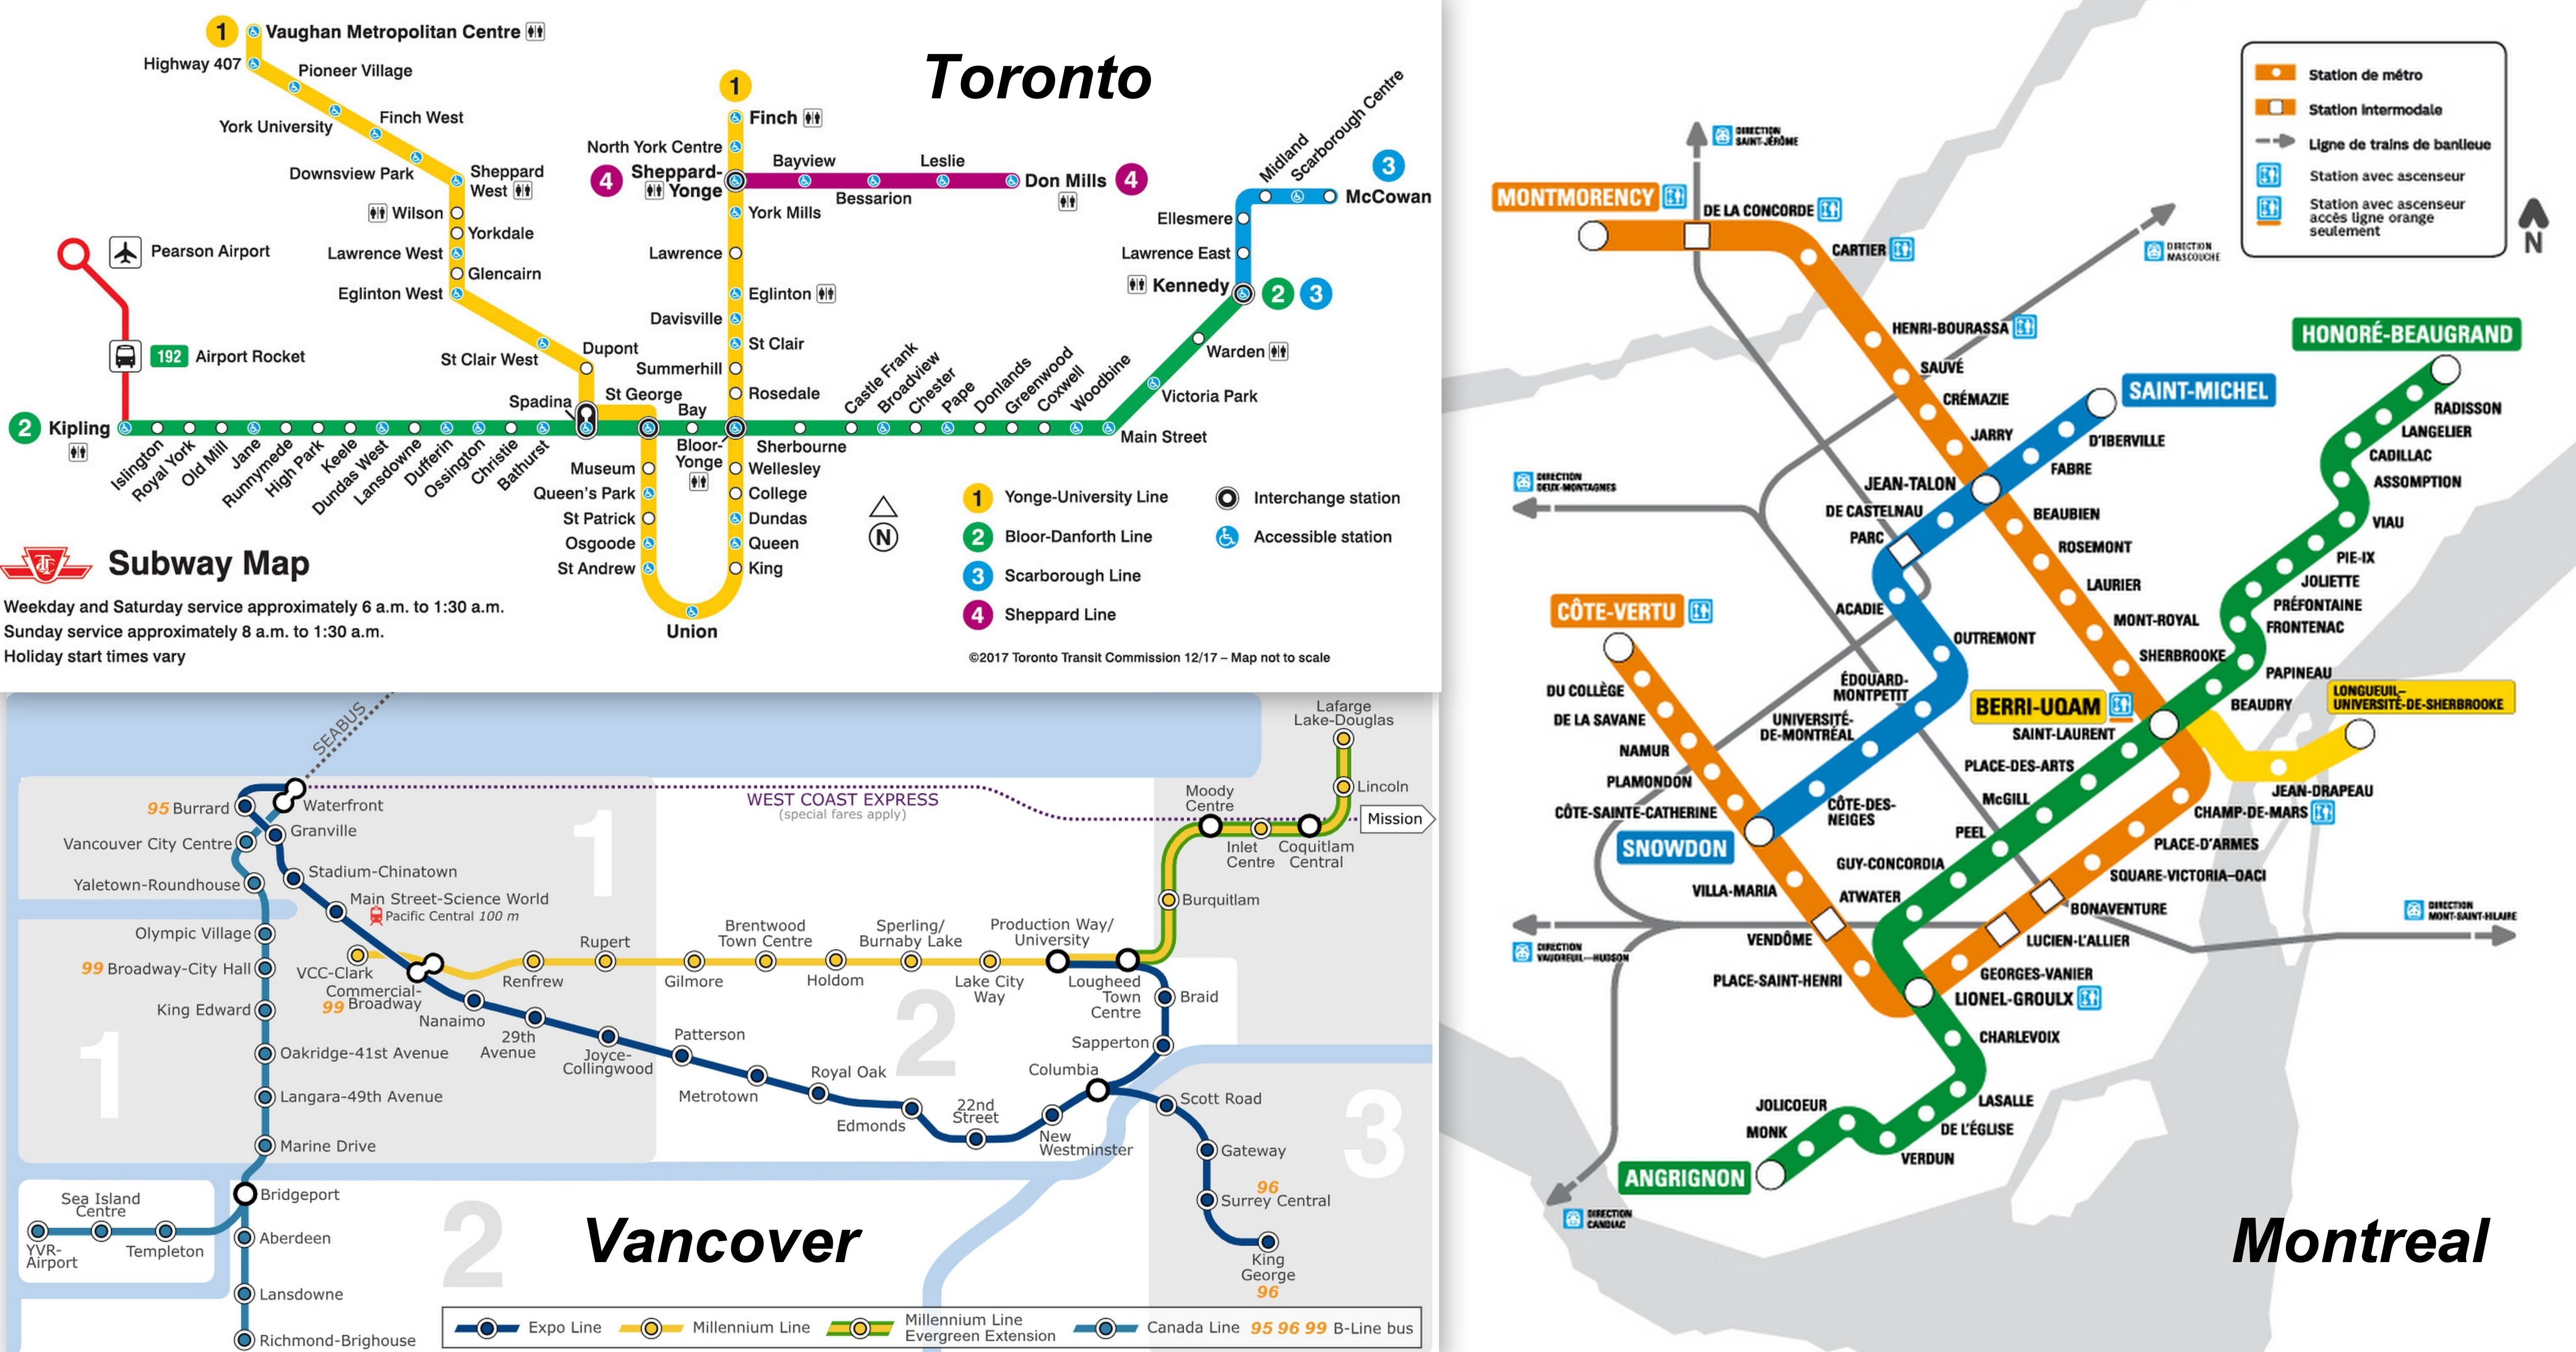 Toronto
1
Vaughan Metropolitan Centre
Highway 407
Pioneer Village
York University
Finch West
Downsview Park
Sheppard
West
Wilson
Yorkdale
Lawrence West
Glencairn
Eglinton West
St Clair West
Dupont
Spadina
St George
Bay
Bloor-
Yonge
1
Finch
North York Centre
4
Sheppard-
Yonge
Bayview
Bessarion
Leslie
Don Mills
4
York Mills
Lawrence
Eglinton
Davisville
St Clair
Summerhill
Rosedale
Pearson Airport
192
Airport Rocket
2
Kipling
Islington
Royal York
Old Mill
Jane
Runnymede
High Park
Keele
Dundas West
Lansdowne
Dufferin
Ossington
Christie
Bathurst
Sherbourne
Castle Frank
Broadview
Chester
Pape
Donlands
Greenwood
Coxwell
Woodbine
Main Street
Victoria Park
Warden
Kennedy
2
3
Lawrence East
Ellesmere
Midland
Scarborough Centre
3
McCowan
Museum
Queen's Park
St Patrick
Osgoode
St Andrew
Union
Wellesley
College
Dundas
Queen
King
N
1
Yonge-University Line
2
Bloor-Danforth Line
3
Scarborough Line
4
Sheppard Line
Interchange station
Accessible station
TTC
Subway Map
Weekday and Saturday service approximately 6 a.m. to 1:30 a.m.
Sunday service approximately 8 a.m. to 1:30 a.m.
Holiday start times vary
©2017 Toronto Transit Commission 12/17 – Map not to scale
SEABUS
95 Burrard
Waterfront
Granville
Vancouver City Centre
Stadium-Chinatown
Yaletown-Roundhouse
Main Street-Science World
Pacific Central 100 m
Olympic Village
99 Broadway-City Hall
VCC-Clark
Commercial-
99 Broadway
King Edward
Oakridge-41st Avenue
Langara-49th Avenue
Marine Drive
Bridgeport
Sea Island
Centre
YVR-
Airport
Templeton
Aberdeen
Lansdowne
Richmond-Brighouse
1
1
2
2
3
WEST COAST EXPRESS
(special fares apply)
Mission
Lafarge
Lake-Douglas
Lincoln
Moody
Centre
Inlet
Centre
Coquitlam
Central
Burquitlam
Renfrew
Rupert
Gilmore
Brentwood
Town Centre
Holdom
Sperling/
Burnaby Lake
Lake City
Way
Production Way/
University
Lougheed
Town
Centre
Braid
Sapperton
Columbia
Nanaimo
29th
Avenue
Joyce-
Collingwood
Patterson
Metrotown
Royal Oak
Edmonds
22nd
Street
New
Westminster
Scott Road
Gateway
96
Surrey Central
King
George
96
Vancover
Expo Line
Millennium Line
Millennium Line
Evergreen Extension
Canada Line
95 96 99 B-Line bus
Station de métro
Station intermodale
Ligne de trains de banlieue
Station avec ascenseur
Station avec ascenseur
accès ligne orange
seulement
N
DIRECTION
SAINT-JÉRÔME
MONTMORENCY
DE LA CONCORDE
CARTIER
DIRECTION
MASCOUCHE
HENRI-BOURASSA
SAUVÉ
CRÉMAZIE
JARRY
JEAN-TALON
BEAUBIEN
ROSEMONT
LAURIER
MONT-ROYAL
SHERBROOKE
BERRI-UQAM
SAINT-MICHEL
D'IBERVILLE
FABRE
DE CASTELNAU
PARC
ACADIE
OUTREMONT
ÉDOUARD-
MONTPETIT
UNIVERSITÉ-
DE-MONTRÉAL
CÔTE-DES-
NEIGES
SNOWDON
DIRECTION
DEUX-MONTAGNES
HONORÉ-BEAUGRAND
RADISSON
LANGELIER
CADILLAC
ASSOMPTION
VIAU
PIE-IX
JOLIETTE
PRÉFONTAINE
FRONTENAC
PAPINEAU
BEAUDRY
LONGUEUIL–
UNIVERSITÉ-DE-SHERBROOKE
JEAN-DRAPEAU
CÔTE-VERTU
DU COLLÈGE
DE LA SAVANE
NAMUR
PLAMONDON
CÔTE-SAINTE-CATHERINE
VILLA-MARIA
VENDÔME
PLACE-SAINT-HENRI
SAINT-LAURENT
PLACE-DES-ARTS
McGILL
PEEL
GUY-CONCORDIA
ATWATER
CHAMP-DE-MARS
PLACE-D'ARMES
SQUARE-VICTORIA–OACI
BONAVENTURE
LUCIEN-L'ALLIER
GEORGES-VANIER
LIONEL-GROULX
CHARLEVOIX
LASALLE
DE L'ÉGLISE
VERDUN
JOLICOEUR
MONK
ANGRIGNON
DIRECTION
VAUDREUIL—HUDSON
DIRECTION
MONT-SAINT-HILAIRE
DIRECTION
CANDIAC
Montreal